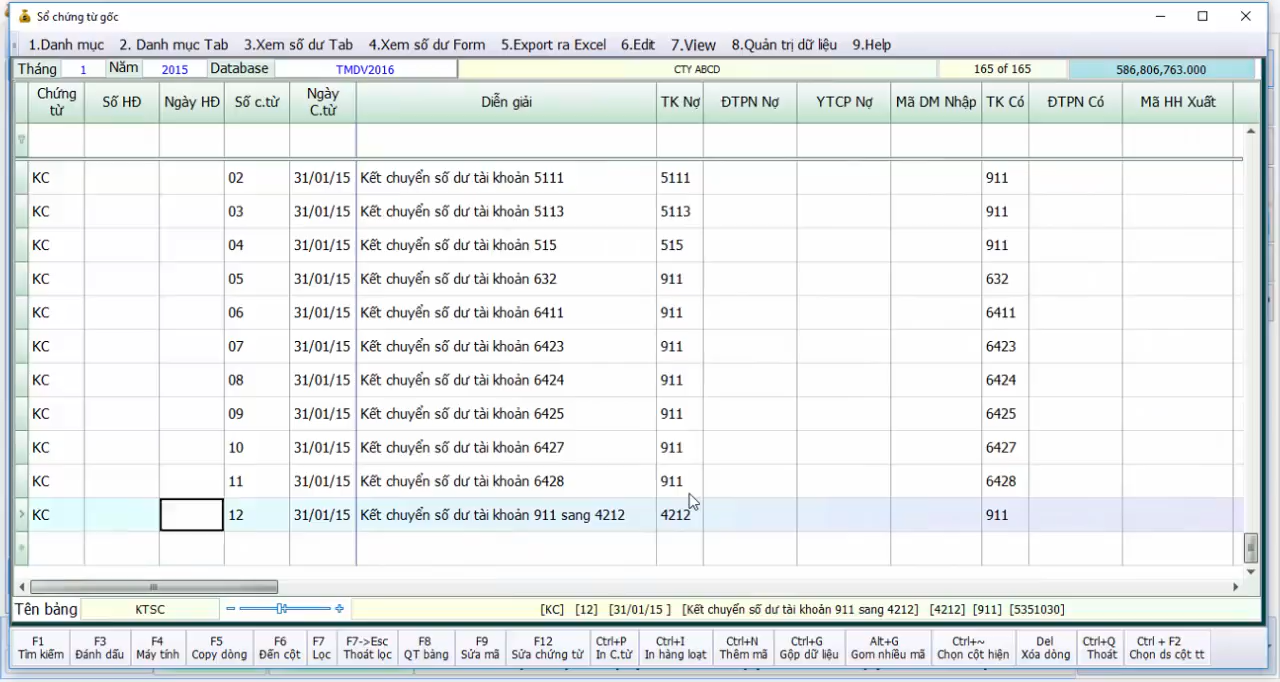 Sổ chứng từ gốc
1.Danh mục 2. Danh mục Tab 3.Xem số dư Tab 4.Xem số dư Form 5.Export ra Excel 6.Edit 7.View 8.Quản trị dữ liệu 9.Help
Tháng 1 Năm 2015 Database TMDV2016 CTY ABCD 165 of 165 586,806,763.000
Chứng từ Số HĐ Ngày HĐ Số c.từ Ngày C.từ Diễn giải TK Nợ ĐTPN Nợ YTCP Nợ Mã DM Nhập TK Có ĐTPN Có Mã HH Xuất
KC 02 31/01/15 Kết chuyển số dư tài khoản 5111 5111 911
KC 03 31/01/15 Kết chuyển số dư tài khoản 5113 5113 911
KC 04 31/01/15 Kết chuyển số dư tài khoản 515 515 911
KC 05 31/01/15 Kết chuyển số dư tài khoản 632 911 632
KC 06 31/01/15 Kết chuyển số dư tài khoản 6411 911 6411
KC 07 31/01/15 Kết chuyển số dư tài khoản 6423 911 6423
KC 08 31/01/15 Kết chuyển số dư tài khoản 6424 911 6424
KC 09 31/01/15 Kết chuyển số dư tài khoản 6425 911 6425
KC 10 31/01/15 Kết chuyển số dư tài khoản 6427 911 6427
KC 11 31/01/15 Kết chuyển số dư tài khoản 6428 911 6428
KC 12 31/01/15 Kết chuyển số dư tài khoản 911 sang 4212 4212 911
Tên bảng KTSC [KC] [12] [31/01/15 ] [Kết chuyển số dư tài khoản 911 sang 4212] [4212] [911] [5351030]
F1 F3 F4 F5 F6 F7 F7->Esc F8 F9 F12 Ctrl+P Ctrl+I Ctrl+N Ctrl+G Alt+G Ctrl+~ Del Ctrl+Q Ctrl + F2
Tìm kiếm Đánh dấu Máy tính Copy dòng Đến cột Lọc Thoát lọc QT bảng Sửa mã Sửa chứng từ In C.từ In hàng loạt Thêm mã Gộp dữ liệu Gom nhiều mã Chọn cột hiện Xóa dòng Thoát Chọn ds cột tt